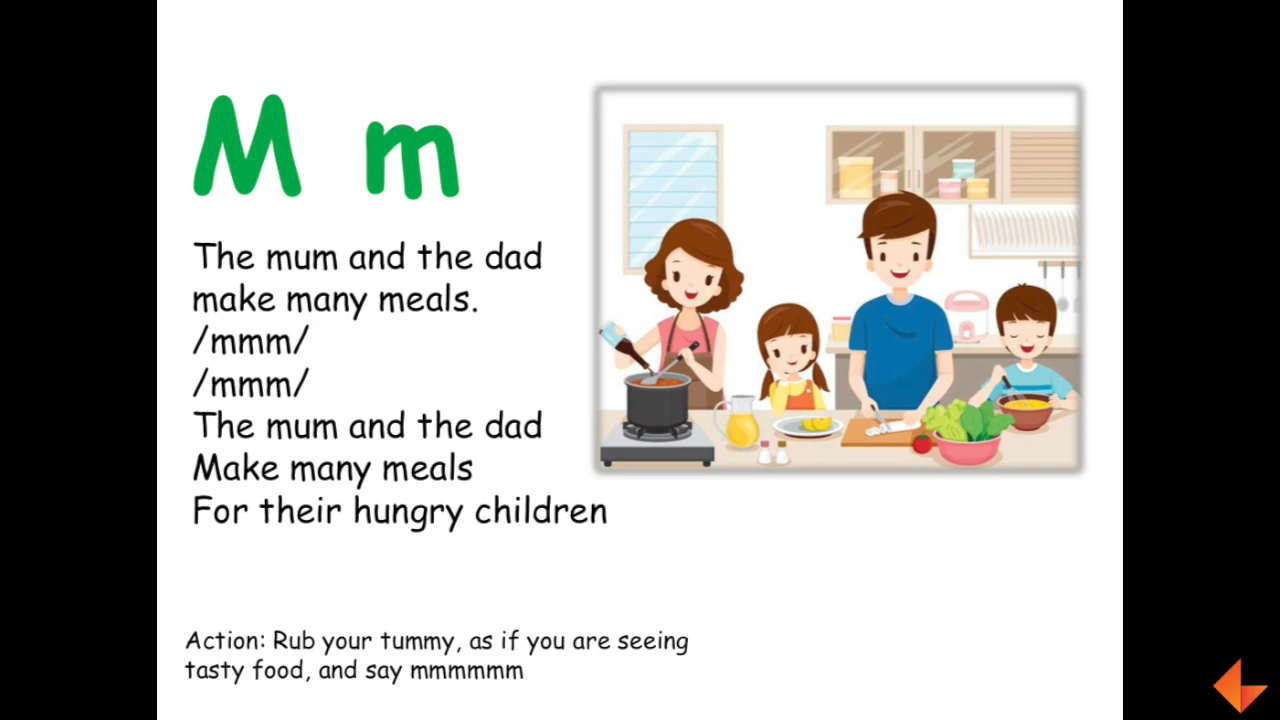 M m
The mum and the dad
make many meals.
/mmm/
/mmm/
The mum and the dad
Make many meals
For their hungry children
Action: Rub your tummy, as if you are seeing
tasty food, and say mmmmmm